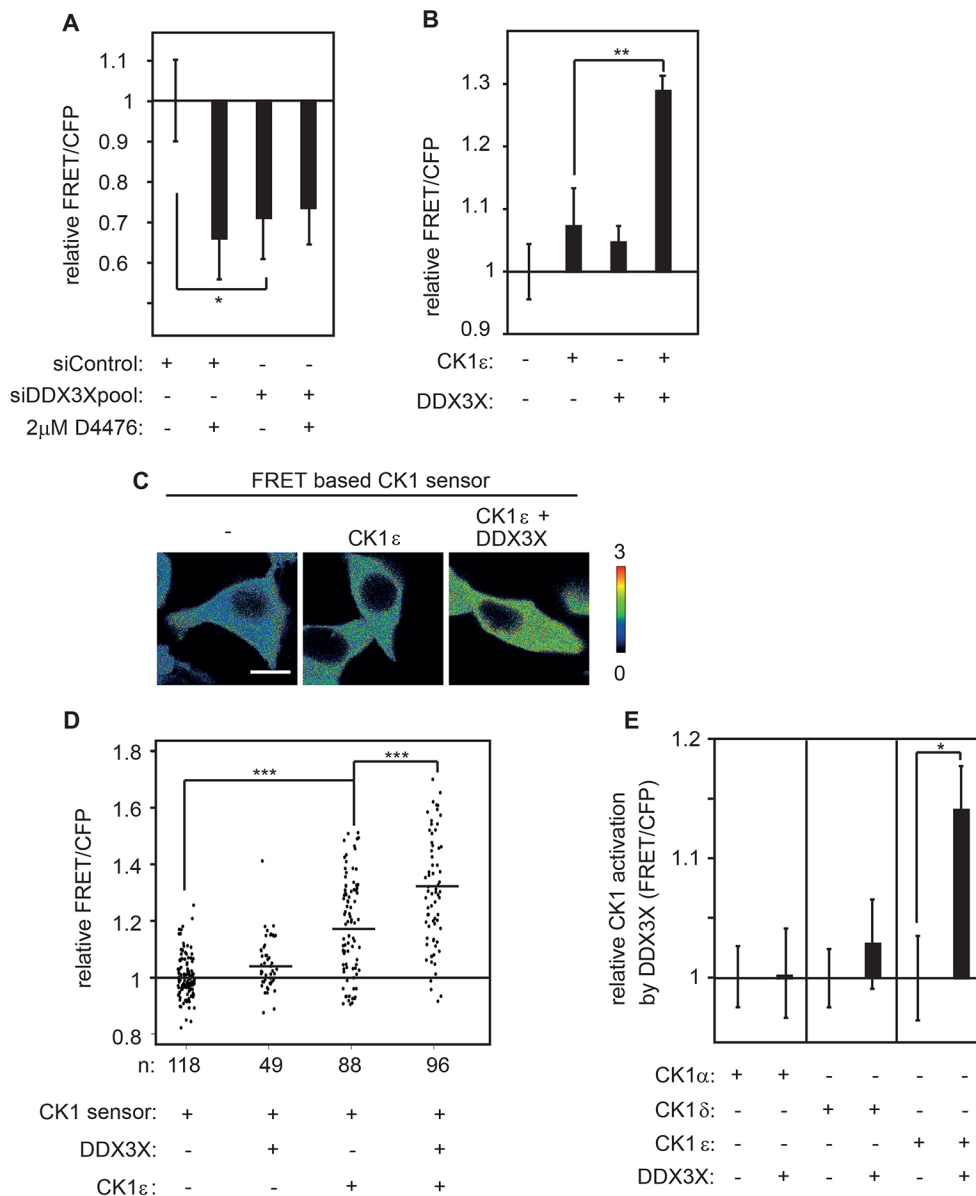 A
relative FRET/CFP
1.1
1
0.9
0.8
0.7
0.6
*
siControl: + + - -
siDDX3Xpool: - - + +
2μM D4476: - + - +
B
relative FRET/CFP
1.3
1.2
1.1
1
0.9
**
CK1ε: - + - +
DDX3X: - - + +
C
FRET based CK1 sensor
-
CK1ε
CK1ε +
DDX3X
3
0
D
relative FRET/CFP
1.8
1.6
1.4
1.2
1
0.8
*** ***
n: 118 49 88 96
CK1 sensor: + + + +
DDX3X: - + - +
CK1ε: - - + +
E
relative CK1 activation
by DDX3X (FRET/CFP)
1.2
1.1
1
*
CK1α: + + - - - -
CK1δ: - - + + - -
CK1ε: - - - - + +
DDX3X: - + - + - +